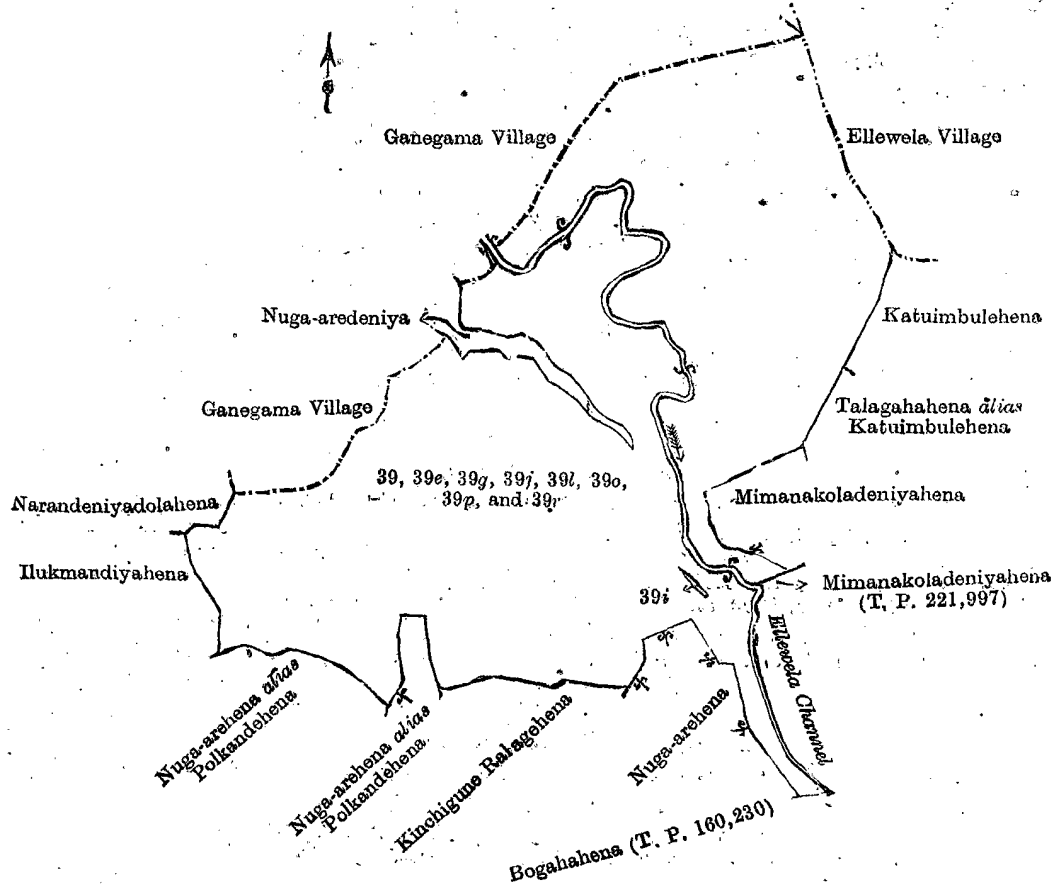 Ganegama Village
Ellewela Village
Nuga-aredeniya
Katuimbulehena
Ganegama Village
Talagahahena alias
Katuimbulehena
39, 39e, 39g, 39j, 39l, 39o,
39p, and 39r
Narandeniyadolahena
Mimanakoladeniyahena
Ilukmandiyahena
Mimanakoladeniyahena
(T. P. 221,997)
39i
Ellewela Channel
Nuga-arehena alias
Polkandehena
Nuga-arehena alias
Polkandehena
Kinchigune Ralagehena
Nuga-arehena
Bogahahena (T. P. 160,230)